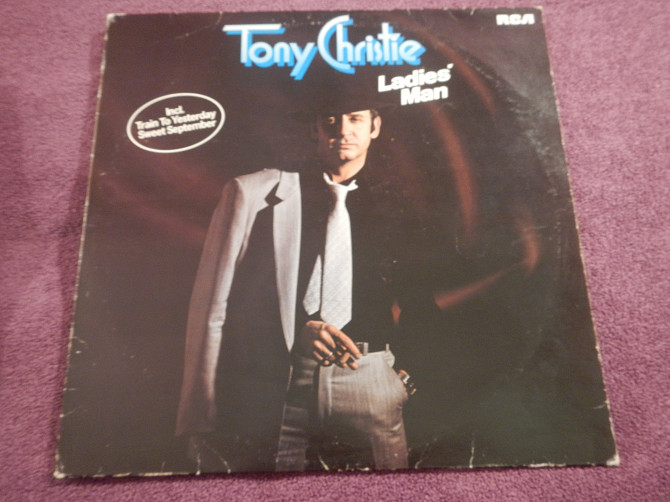 RCA
Tony Christie
Ladies'
Man
Incl.
Train To Yesterday
Sweet September